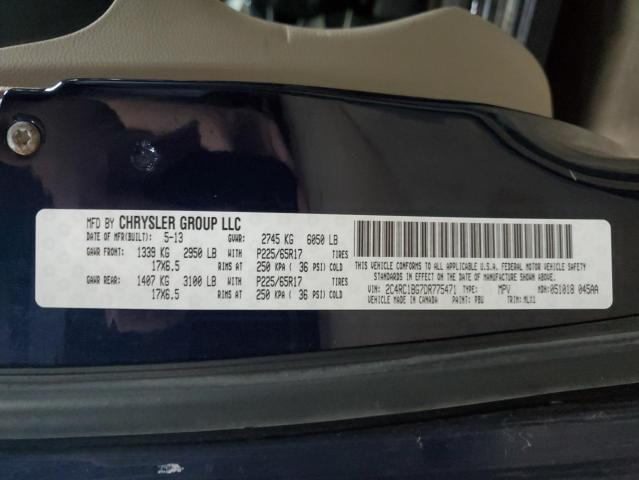 MFD BY CHRYSLER GROUP LLC
DATE OF MFR(BUILT): 5-13 GVWR: 2745 KG 6050 LB
GAWR FRONT: 1339 KG 2950 LB WITH P225/65R17 TIRES
17X6.5 RIMS AT 250 KPA ( 36 PSI) COLD
GAWR REAR: 1407 KG 3100 LB WITH P225/65R17 TIRES
17X6.5 RIMS AT 250 KPA ( 36 PSI) COLD
THIS VEHICLE CONFORMS TO ALL APPLICABLE U.S.A. FEDERAL MOTOR VEHICLE SAFETY
STANDARDS IN EFFECT ON THE DATE OF MANUFACTURE SHOWN ABOVE.
VIN: 2C4RC1BG7DR775471 MPV MDH: 051018 045AA
VEHICLE MADE IN CANADA PAINT: PBU TRIM: MLX1